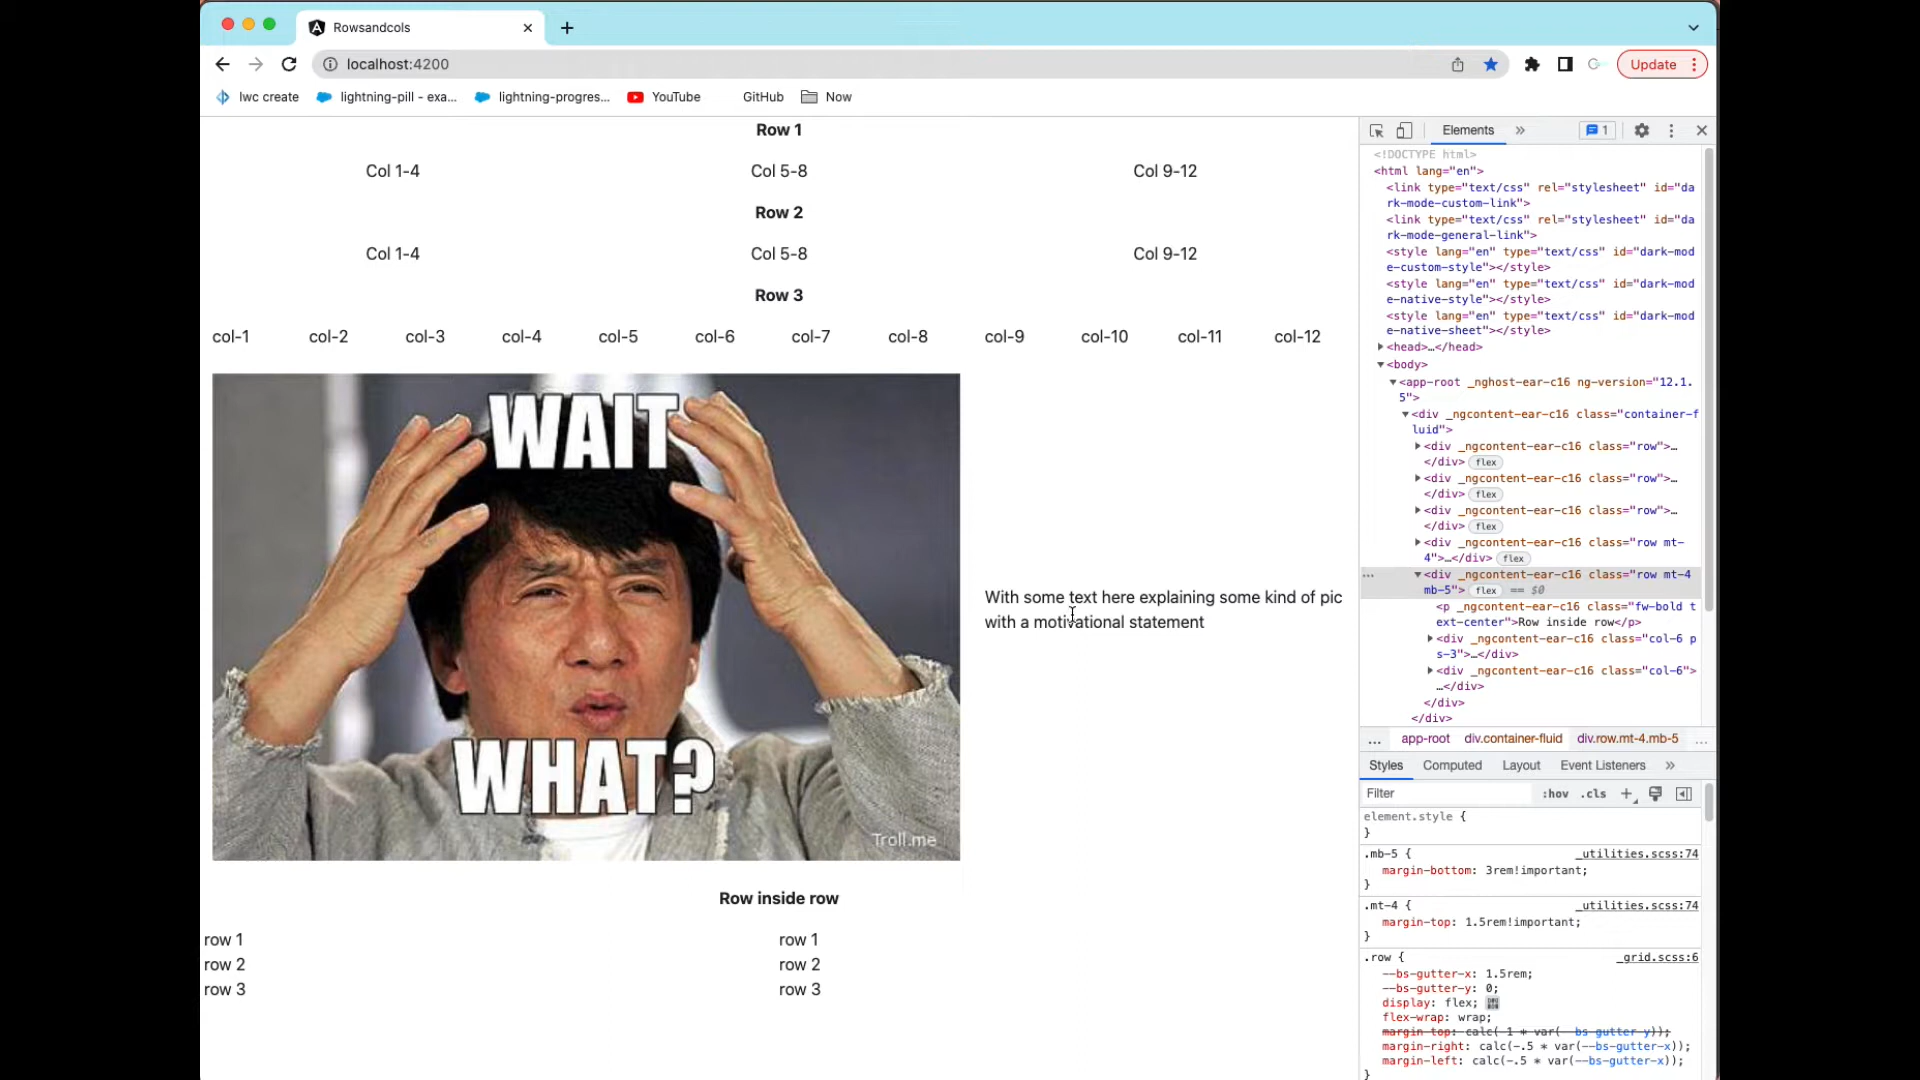 Rowsandcols
localhost:4200
Update
lwc create
lightning-pill - exa...
lightning-progres...
YouTube
GitHub
Now
Row 1
Col 1-4 Col 5-8 Col 9-12
Row 2
Col 1-4 Col 5-8 Col 9-12
Row 3
col-1 col-2 col-3 col-4 col-5 col-6 col-7 col-8 col-9 col-10 col-11 col-12
WAIT
WHAT?
Troll.me
With some text here explaining some kind of pic
with a motivational statement
Row inside row
row 1 row 1
row 2 row 2
row 3 row 3
Elements
1
<!DOCTYPE html>
<html lang="en">
<link type="text/css" rel="stylesheet" id="da
rk-mode-custom-link">
<link type="text/css" rel="stylesheet" id="da
rk-mode-general-link">
<style lang="en" type="text/css" id="dark-mod
e-custom-style"></style>
<style lang="en" type="text/css" id="dark-mod
e-native-style"></style>
<style lang="en" type="text/css" id="dark-mod
e-native-sheet"></style>
<head>…</head>
<body>
<app-root _nghost-ear-c16 ng-version="12.1.
5">
<div _ngcontent-ear-c16 class="container-f
luid">
<div _ngcontent-ear-c16 class="row">…
</div> flex
<div _ngcontent-ear-c16 class="row">…
</div> flex
<div _ngcontent-ear-c16 class="row">…
</div> flex
<div _ngcontent-ear-c16 class="row mt-
4">…</div> flex
<div _ngcontent-ear-c16 class="row mt-4
mb-5"> flex == $0
<p _ngcontent-ear-c16 class="fw-bold t
ext-center">Row inside row</p>
<div _ngcontent-ear-c16 class="col-6 p
s-3">…</div>
<div _ngcontent-ear-c16 class="col-6">
…</div>
</div>
</div>
... app-root div.container-fluid div.row.mt-4.mb-5 ...
Styles Computed Layout Event Listeners
Filter :hov .cls
element.style {
}
.mb-5 { _utilities.scss:74
margin-bottom: 3rem!important;
}
.mt-4 { _utilities.scss:74
margin-top: 1.5rem!important;
}
.row { _grid.scss:6
--bs-gutter-x: 1.5rem;
--bs-gutter-y: 0;
display: flex;
flex-wrap: wrap;
margin-top: calc(-1 * var(--bs-gutter-y));
margin-right: calc(-.5 * var(--bs-gutter-x));
margin-left: calc(-.5 * var(--bs-gutter-x));
}